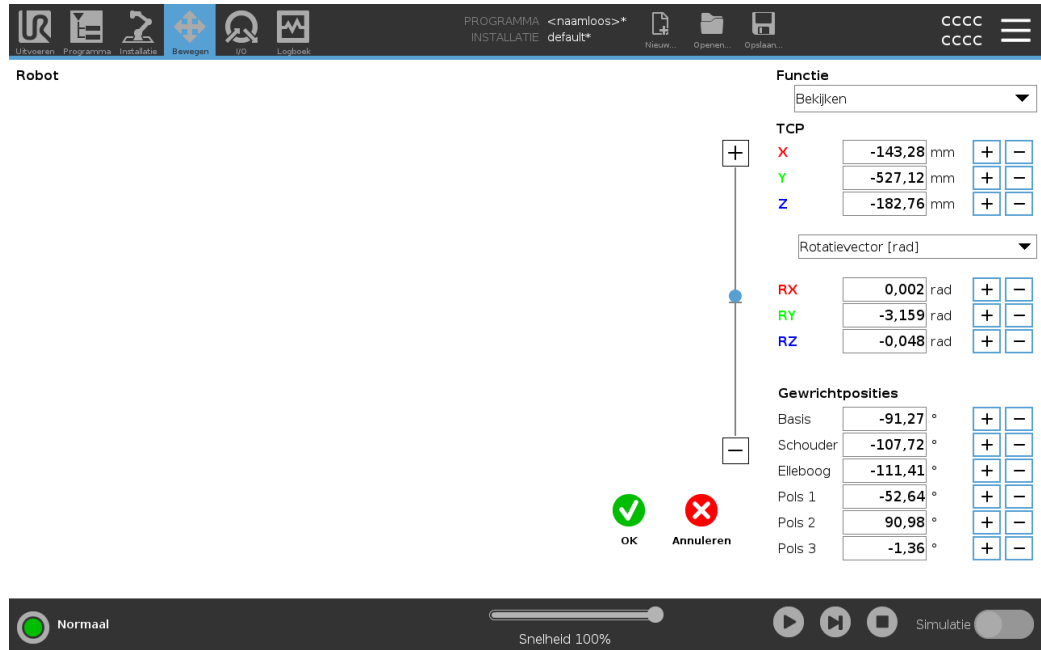 UR
PROGRAMMA <naamloos>*
INSTALLATIE default*
Uitvoeren Programma Installatie Bewegen I/O Logboek Nieuw... Openen... Opslaan...
CCCC
CCCC
Robot
Functie
Bekijken
TCP
X -143,28 mm + −
Y -527,12 mm + −
Z -182,76 mm + −
Rotatievector [rad]
RX 0,002 rad + −
RY -3,159 rad + −
RZ -0,048 rad + −
Gewrichtposities
Basis -91,27 ° + −
Schouder -107,72 ° + −
Elleboog -111,41 ° + −
Pols 1 -52,64 ° + −
Pols 2 90,98 ° + −
Pols 3 -1,36 ° + −
OK Annuleren
Normaal
Snelheid 100%
Simulatie